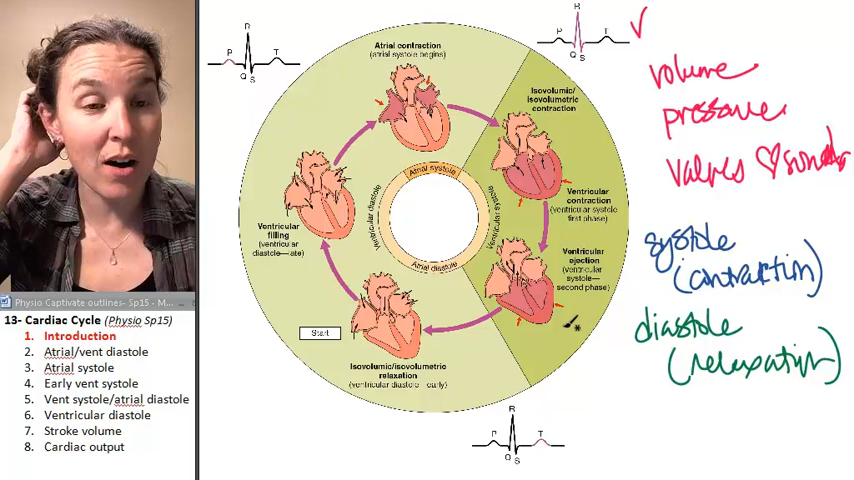 R
P
T
Q
S
R
P
T
Q
S
volume
pressure
valves
systole
(contraction)
diastole
(relaxation)
Atrial contraction
(atrial systole begins)
Isovolumic/
isovolumetric
contraction
Ventricular
contraction
(ventricular systole
first phase)
Ventricular
ejection
(ventricular
systole—
second phase)
Isovolumic/isovolumetric
relaxation
(ventricular diastole—early)
Start
Ventricular
filling
(ventricular
diastole—late)
Atrial systole
Ventricular systole
Atrial diastole
Ventricular diastole
R
P
T
Q
S
Physio Captivate outlines- Sp15 - M...
13- Cardiac Cycle (Physio Sp15)
1. Introduction
2. Atrial/vent diastole
3. Atrial systole
4. Early vent systole
5. Vent systole/atrial diastole
6. Ventricular diastole
7. Stroke volume
8. Cardiac output